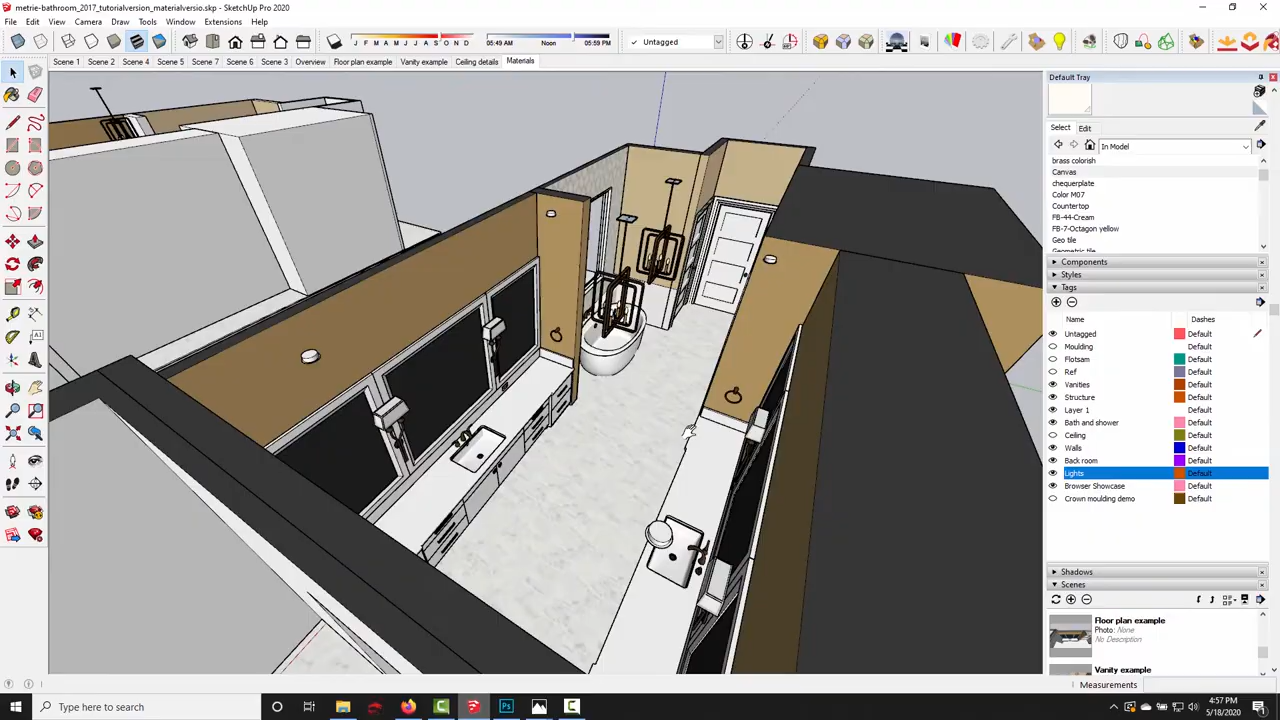 metrie-bathroom_2017_tutorialversion_materialversio.skp - SketchUp Pro 2020
File Edit View Camera Draw Tools Window Extensions Help
J F M A M J J A S O N D
05:49 AM Noon 05:59 PM
Untagged
Scene 1 Scene 2 Scene 4 Scene 5 Scene 7 Scene 6 Scene 3 Overview Floor plan example Vanity example Ceiling details Materials
Default Tray
Select Edit
In Model
brass colorish
Canvas
chequerplate
Color M07
Countertop
FB-44-Cream
FB-7-Octagon yellow
Geo tile
Geometric tile
Components
Styles
Tags
Name Dashes
Untagged Default
Moulding Default
Flotsam Default
Ref Default
Vanities Default
Structure Default
Layer 1 Default
Bath and shower Default
Ceiling Default
Walls Default
Back room Default
Lights Default
Browser Showcase Default
Crown moulding demo Default
Shadows
Scenes
Floor plan example
Photo: None
No Description
Vanity example
Measurements
Type here to search
4:57 PM
5/18/2020